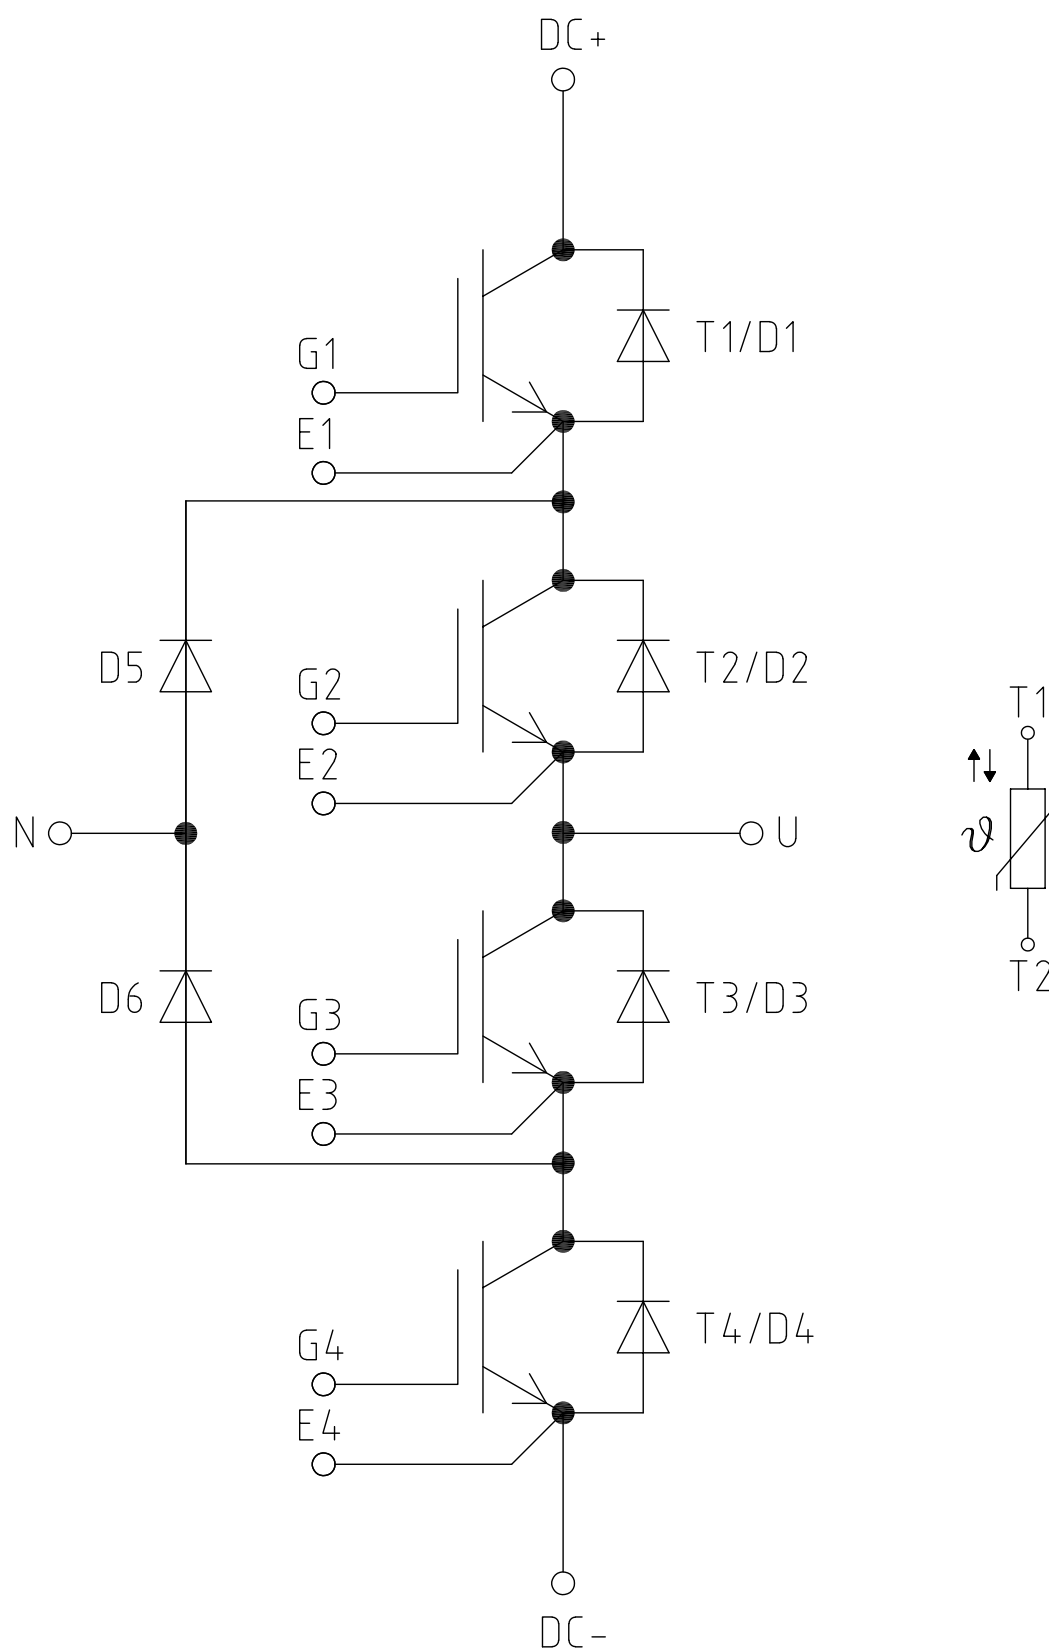 DC+
T1/D1
G1
E1
D5
G2
T2/D2
E2
T1
N
U
ϑ
T2
D6
G3
T3/D3
E3
G4
T4/D4
E4
DC-